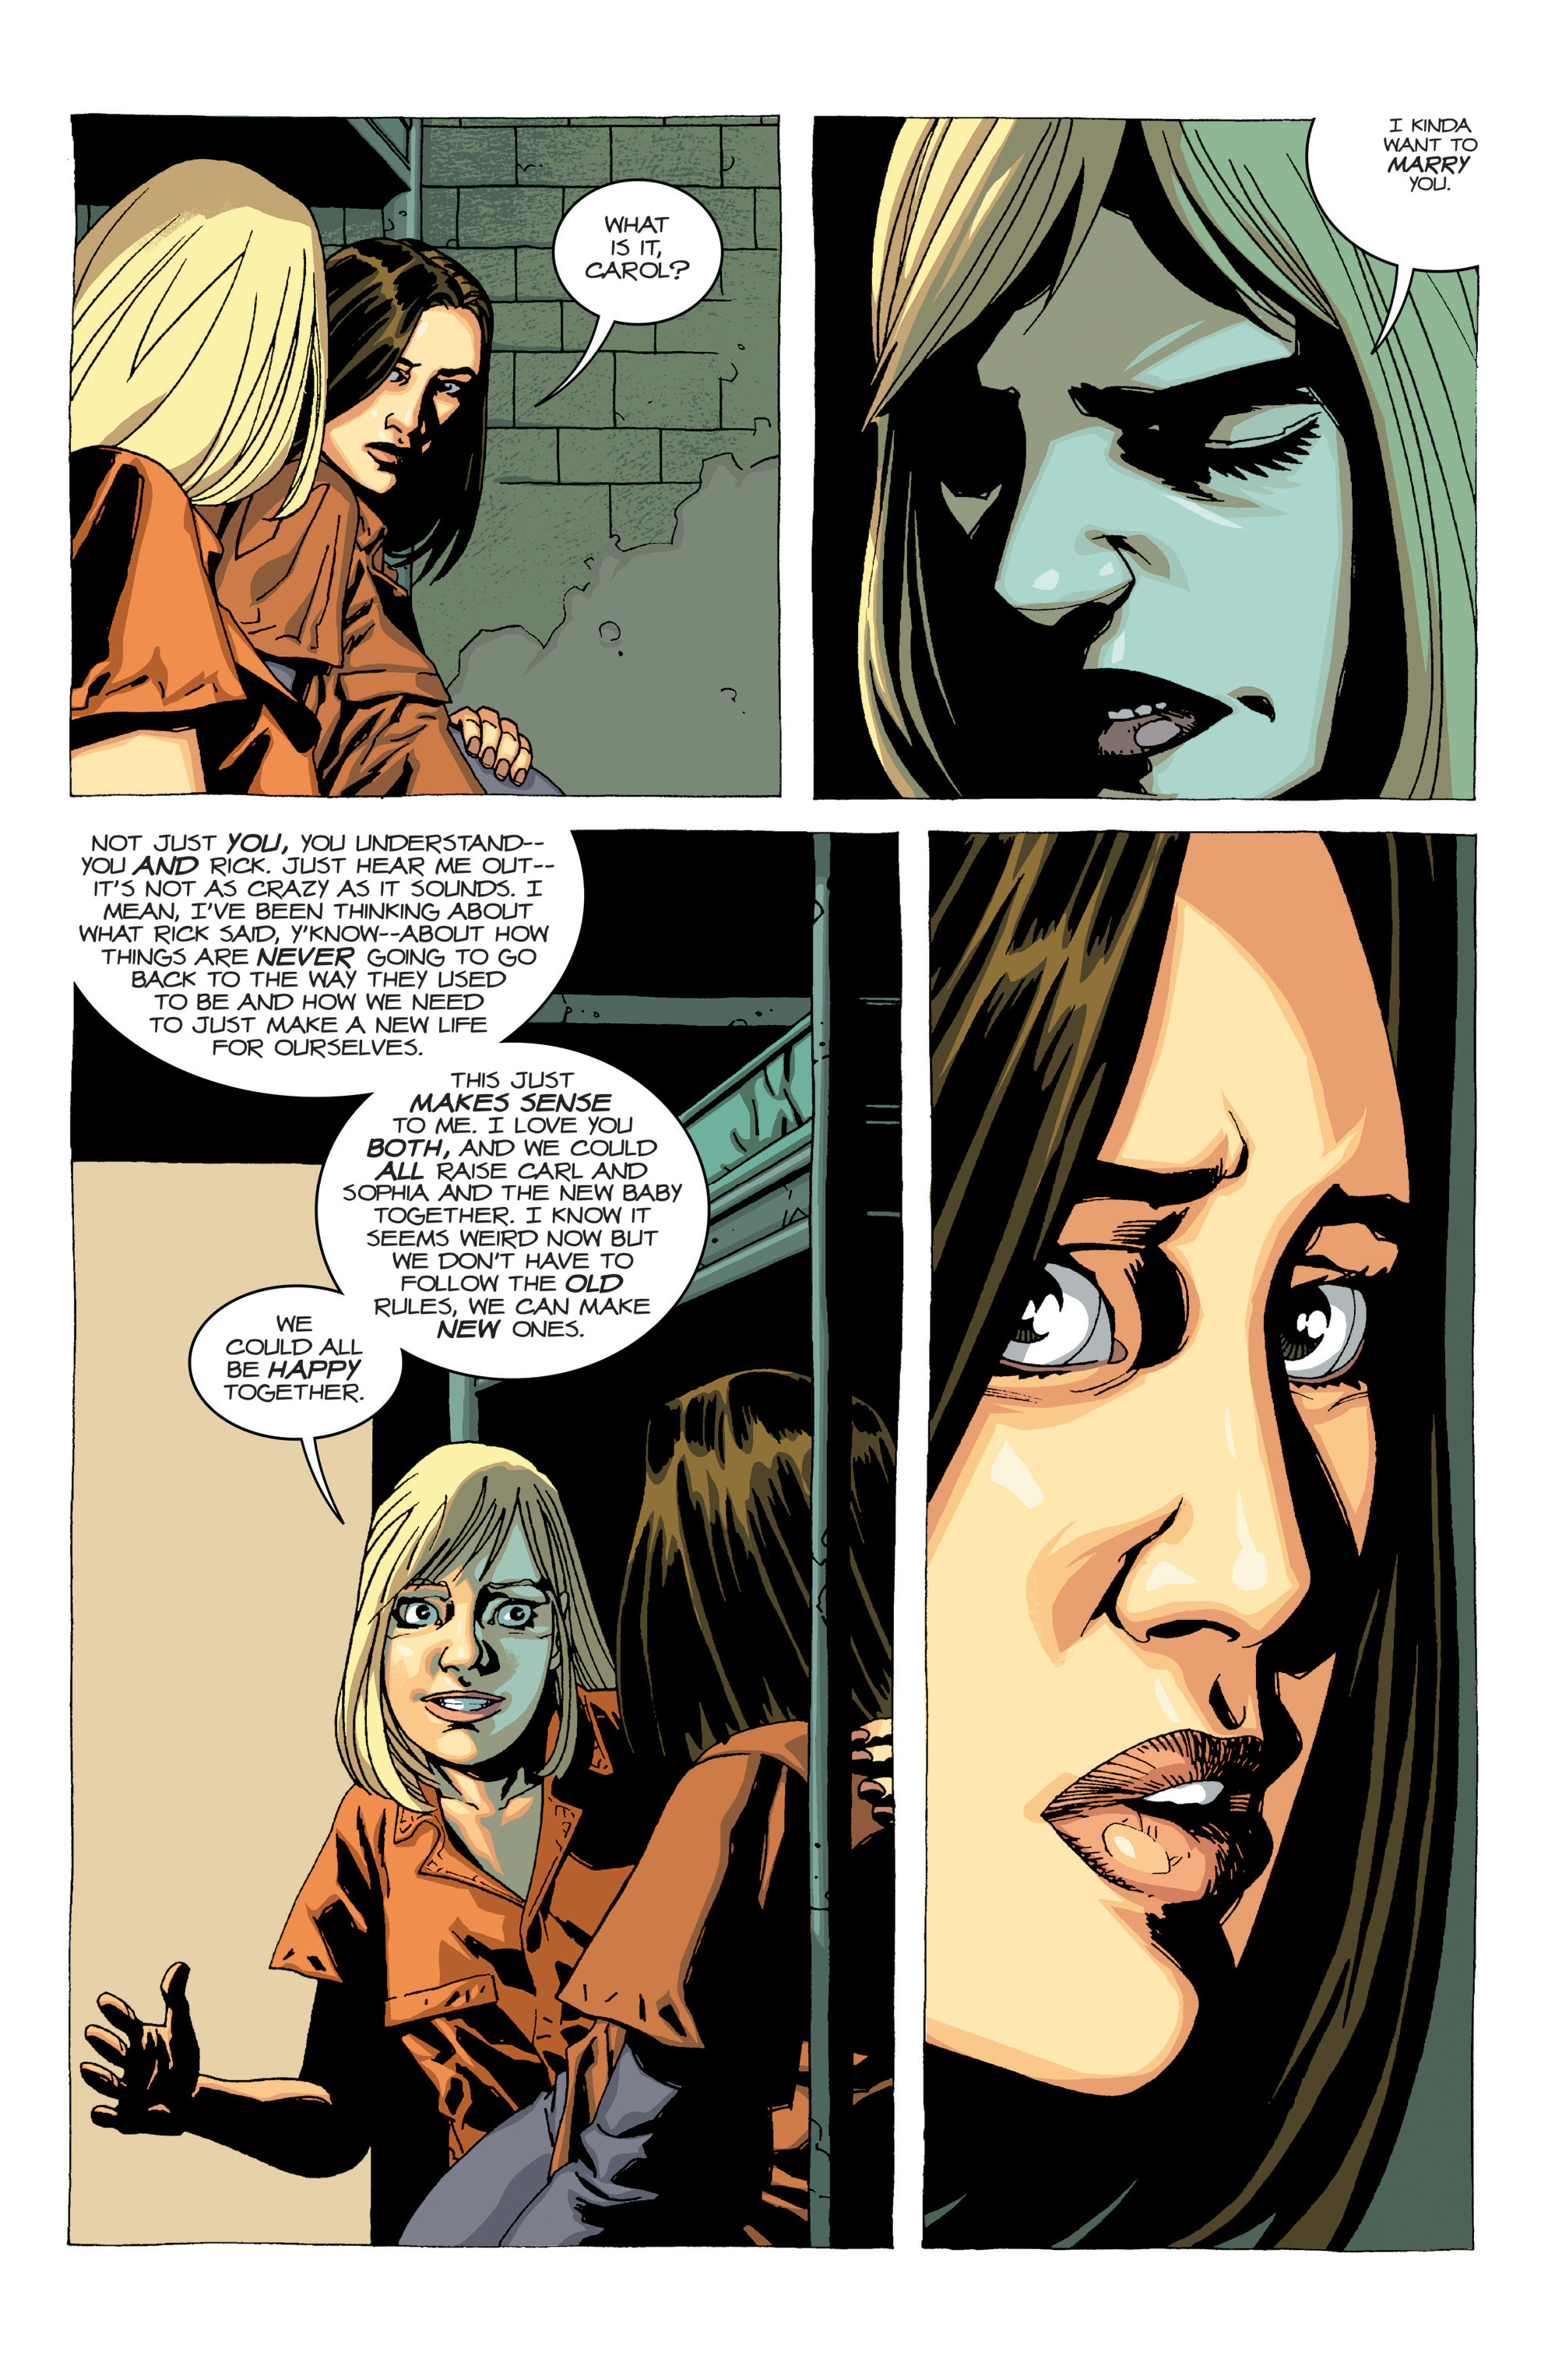 WHAT
IS IT,
CAROL?
I KINDA
WANT TO
MARRY
YOU.
NOT JUST YOU, YOU UNDERSTAND--
YOU AND RICK. JUST HEAR ME OUT--
IT'S NOT AS CRAZY AS IT SOUNDS. I
MEAN, I'VE BEEN THINKING ABOUT
WHAT RICK SAID, Y'KNOW--ABOUT HOW
THINGS ARE NEVER GOING TO GO
BACK TO THE WAY THEY USED
TO BE AND HOW WE NEED
TO JUST MAKE A NEW LIFE
FOR OURSELVES.
THIS JUST
MAKES SENSE
TO ME. I LOVE YOU
BOTH, AND WE COULD
ALL RAISE CARL AND
SOPHIA AND THE NEW BABY
TOGETHER. I KNOW IT
SEEMS WEIRD NOW BUT
WE DON'T HAVE TO
FOLLOW THE OLD
RULES, WE CAN MAKE
NEW ONES.
WE
COULD ALL
BE HAPPY
TOGETHER.